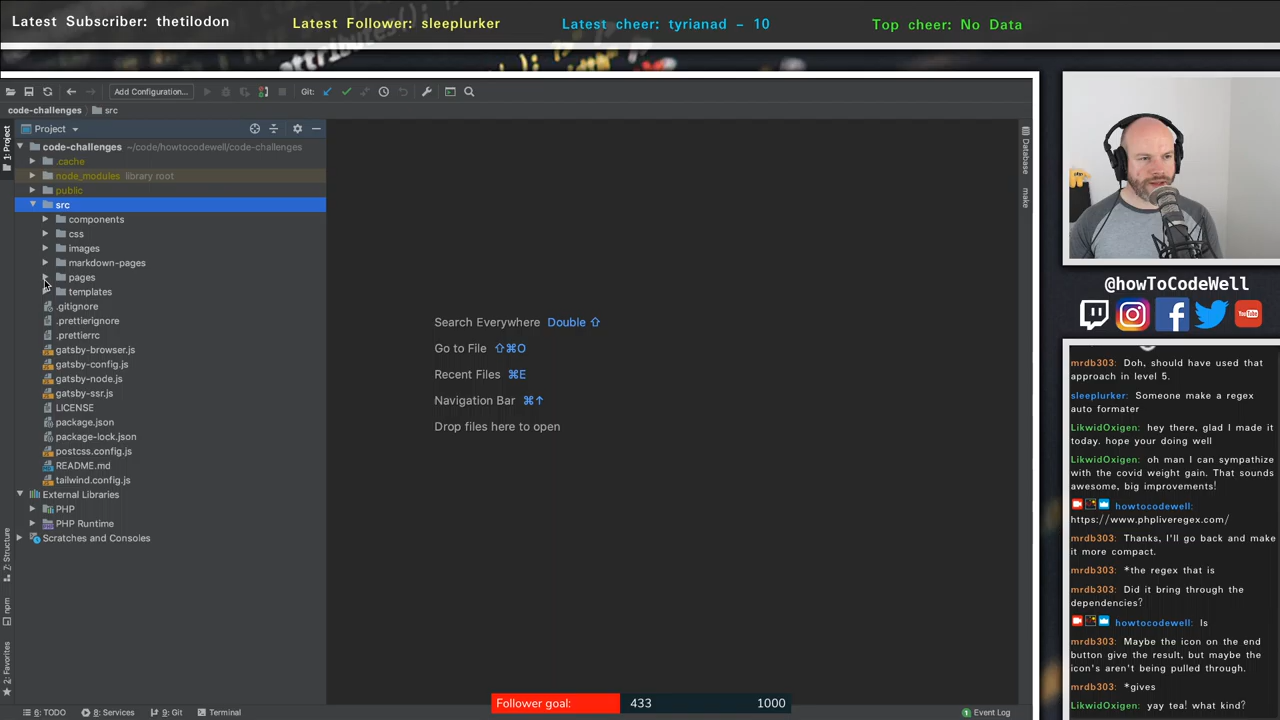 Latest Subscriber: thetilodon
Latest Follower: sleeplurker
Latest cheer: tyrianad - 10
Top cheer: No Data
attributes()
Add Configuration...
Git:
code-challenges
src
Project
code-challenges ~/code/howtocodewell/code-challenges
.cache
node_modules library root
public
src
components
css
images
markdown-pages
pages
templates
.gitignore
.prettierignore
.prettierrc
gatsby-browser.js
gatsby-config.js
gatsby-node.js
gatsby-ssr.js
LICENSE
package.json
package-lock.json
postcss.config.js
README.md
tailwind.config.js
External Libraries
PHP
PHP Runtime
Scratches and Consoles
1: Project
7: Structure
npm
2: Favorites
Search Everywhere Double ⇧
Go to File ⇧⌘O
Recent Files ⌘E
Navigation Bar ⌘↑
Drop files here to open
Database
make
@howToCodeWell
You Tube
mrdb303: Doh, should have used that
approach in level 5.
sleeplurker: Someone make a regex
auto formater
LikwidOxigen: hey there, glad I made it
today. hope your doing well
LikwidOxigen: oh man I can sympathize
with the covid weight gain. That sounds
awesome, big improvements!
howtocodewell:
https://www.phpliveregex.com/
mrdb303: Thanks, I'll go back and make
it more compact.
mrdb303: *the regex that is
mrdb303: Did it bring through the
dependencies?
howtocodewell: Is
mrdb303: Maybe the icon on the end
button give the result, but maybe the
icon's aren't being pulled through.
mrdb303: *gives
LikwidOxigen: yay tea! what kind?
Follower goal: 433 1000
6: TODO
8: Services
9: Git
Terminal
Event Log